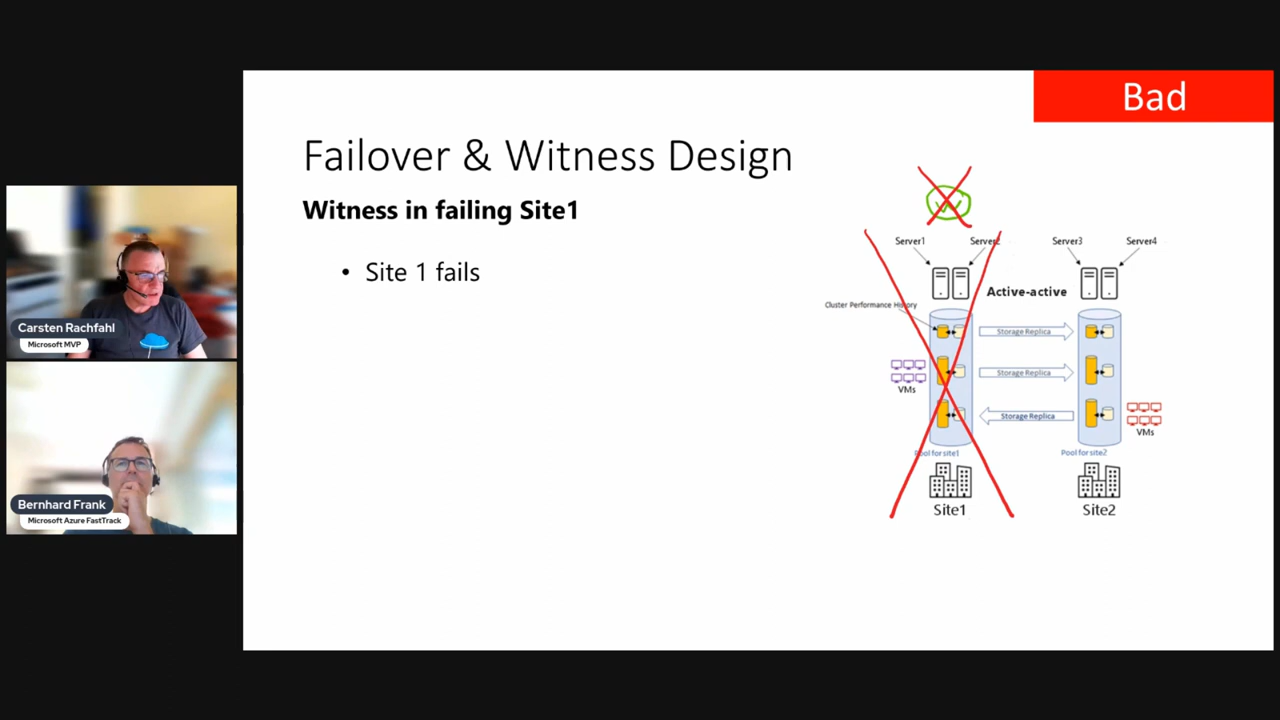 Bad
Failover & Witness Design
Witness in failing Site1
• Site 1 fails
W
Server1
Server2
Server3
Server4
Active-active
Cluster Performance History
Storage Replica
Storage Replica
Storage Replica
VMs
VMs
Pool for site1
Pool for site2
Site1
Site2
Carsten Rachfahl
Microsoft MVP
Bernhard Frank
Microsoft Azure FastTrack